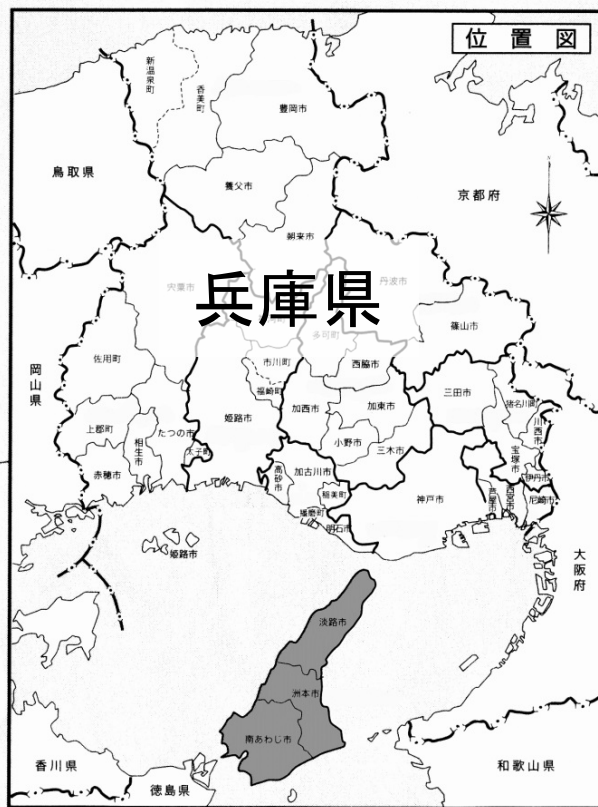 位置図
新温泉町
香美町
豊岡市
鳥取県
養父市
京都府
朝来市
宍粟市
丹波市
兵庫県
多可町
篠山市
岡山県
佐用町
市川町
西脇市
福崎町
三田市
猪名川町
上郡町
相生市
たつの市
姫路市
加西市
加東市
川西市
太子町
小野市
三木市
宝塚市
赤穂市
高砂市
加古川市
伊丹市
稲美町
神戸市
芦屋市
西宮市
尼崎市
播磨町
明石市
姫路市
大阪府
淡路市
洲本市
南あわじ市
香川県
徳島県
和歌山県